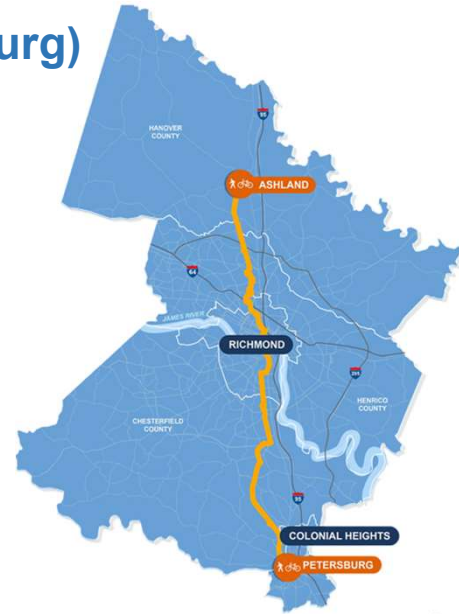 urg)
95
HANOVER
COUNTY
ASHLAND
64
JAMES RIVER
RICHMOND
295
HENRICO
COUNTY
CHESTERFIELD
COUNTY
95
COLONIAL HEIGHTS
PETERSBURG